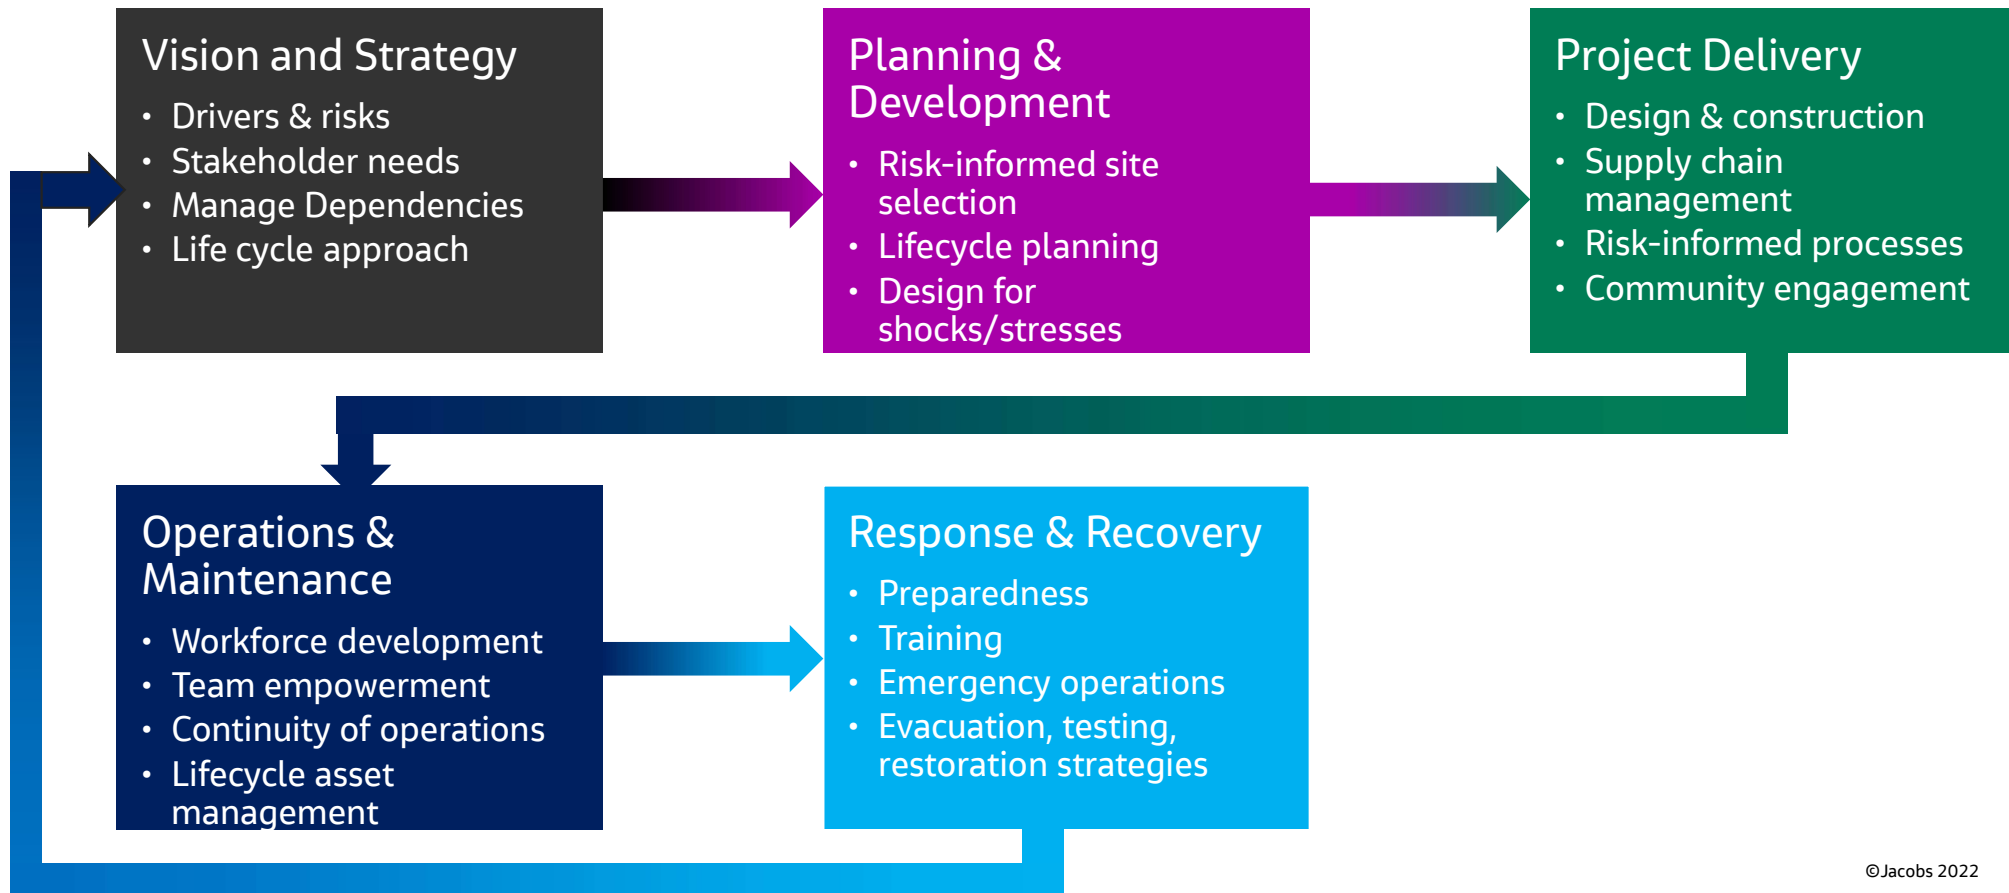 Vision and Strategy
• Drivers & risks
• Stakeholder needs
• Manage Dependencies
• Life cycle approach
Planning &
Development
• Risk-informed site
selection
• Lifecycle planning
• Design for
shocks/stresses
Project Delivery
• Design & construction
• Supply chain
management
• Risk-informed processes
• Community engagement
Operations &
Maintenance
• Workforce development
• Team empowerment
• Continuity of operations
• Lifecycle asset
management
Response & Recovery
• Preparedness
• Training
• Emergency operations
• Evacuation, testing,
restoration strategies
©Jacobs 2022